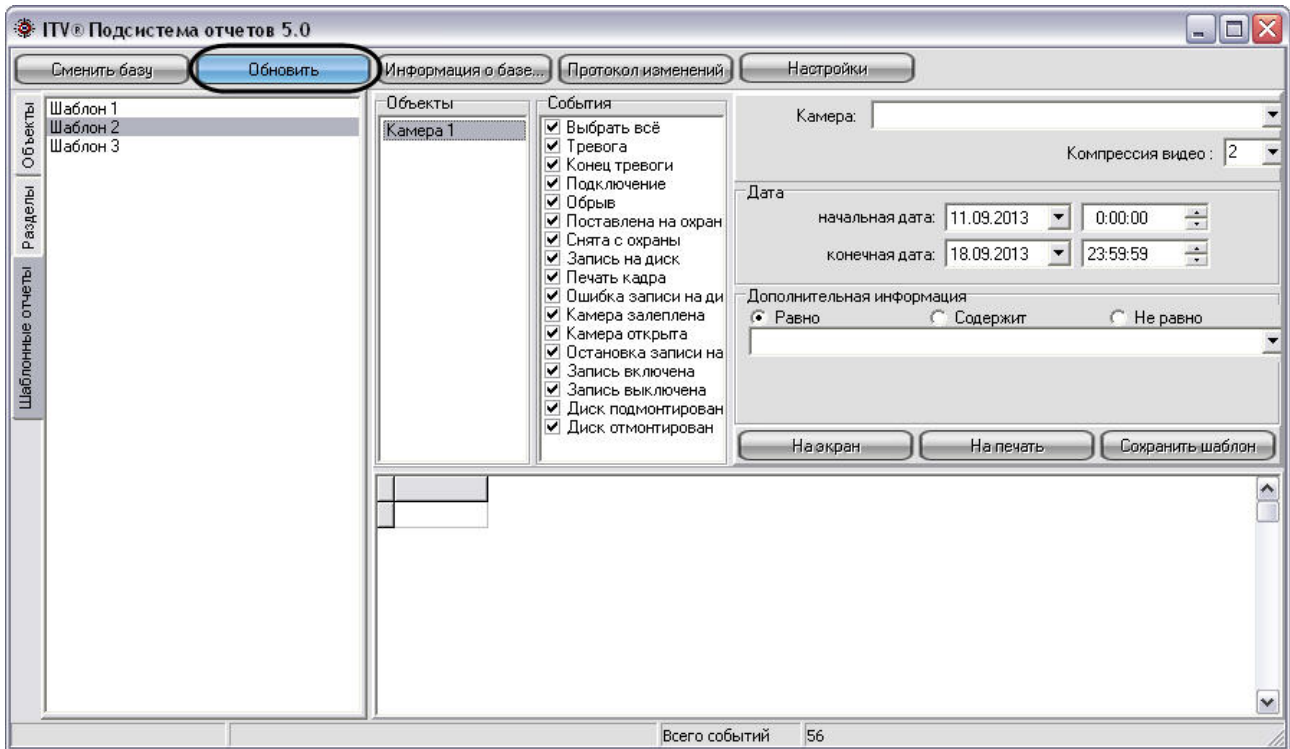 ITV® Подсистема отчетов 5.0
Сменить базу
Обновить
Информация о базе...
Протокол изменений
Настройки
Объекты
Разделы
Шаблонные отчеты
Шаблон 1
Шаблон 2
Шаблон 3
Объекты
Камера 1
События
Выбрать всё
Тревога
Конец тревоги
Подключение
Обрыв
Поставлена на охран
Снята с охраны
Запись на диск
Печать кадра
Ошибка записи на ди
Камера залеплена
Камера открыта
Остановка записи на
Запись включена
Запись выключена
Диск подмонтирован
Диск отмонтирован
Камера:
Компрессия видео : 2
Дата
начальная дата: 11.09.2013 0:00:00
конечная дата: 18.09.2013 23:59:59
Дополнительная информация
Равно Содержит Не равно
На экран
На печать
Сохранить шаблон
Всего событий 56